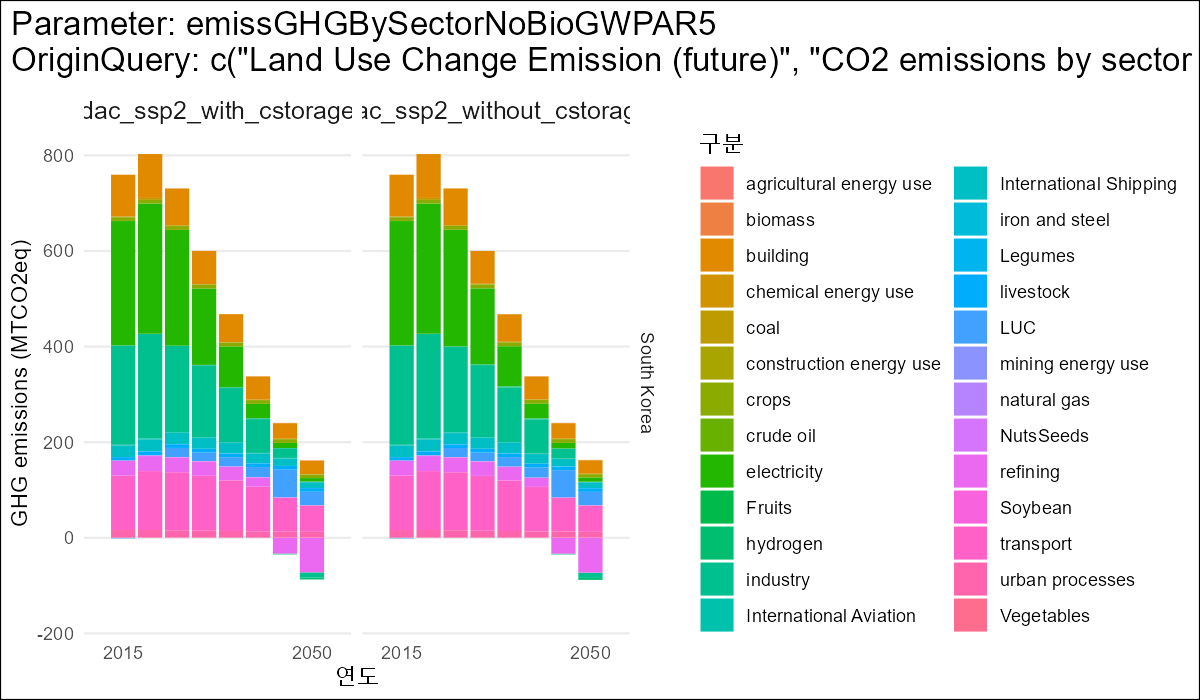 Parameter: emissGHGBySectorNoBioGWPAR5
OriginQuery: c("Land Use Change Emission (future)", "CO2 emissions by sector
dac_ssp2_with_cstorage
ac_ssp2_without_cstorag
GHG emissions (MTCO2eq)
800
600
400
200
0
-200
2015
2050
2015
2050
연도
South Korea
구분
agricultural energy use
biomass
building
chemical energy use
coal
construction energy use
crops
crude oil
electricity
Fruits
hydrogen
industry
International Aviation
International Shipping
iron and steel
Legumes
livestock
LUC
mining energy use
natural gas
NutsSeeds
refining
Soybean
transport
urban processes
Vegetables